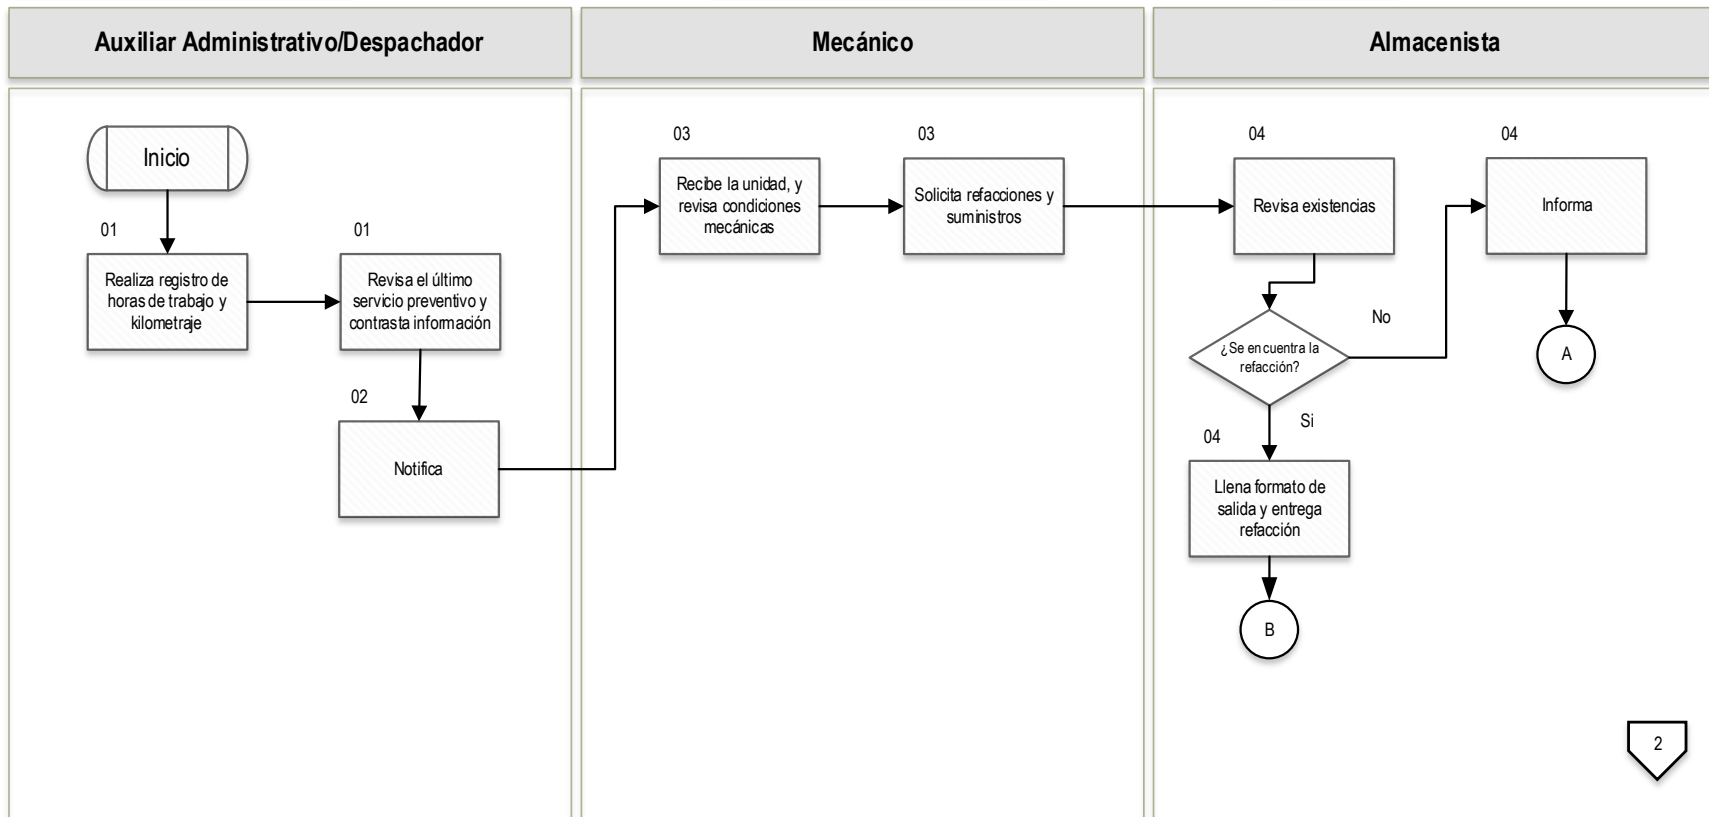 Auxiliar Administrativo/Despachador
Mecánico
Almacenista
Inicio
01
Realiza registro de
horas de trabajo y
kilometraje
01
Revisa el último
servicio preventivo y
contrasta información
02
Notifica
03
Recibe la unidad, y
revisa condiciones
mecánicas
03
Solicita refacciones y
suministros
04
Revisa existencias
04
Informa
A
¿Se encuentra la
refacción?
No
Si
04
Llena formato de
salida y entrega
refacción
B
2